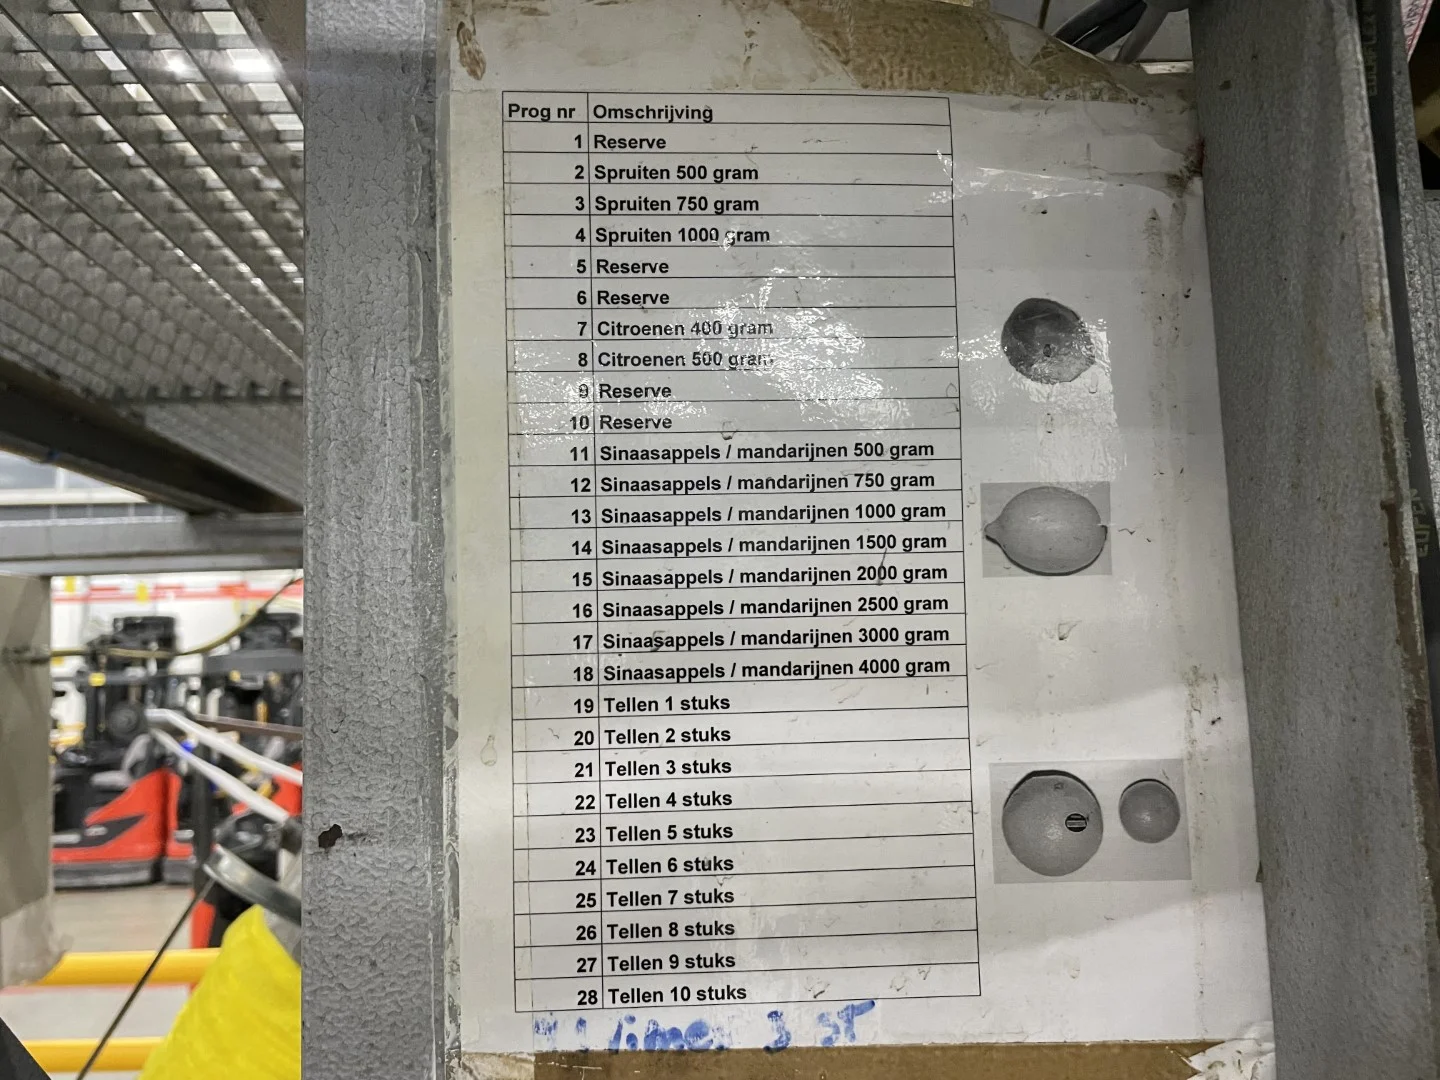 Prog nr Omschrijving
1 Reserve
2 Spruiten 500 gram
3 Spruiten 750 gram
4 Spruiten 1000 gram
5 Reserve
6 Reserve
7 Citroenen 400 gram
8 Citroenen 500 gram
9 Reserve
10 Reserve
11 Sinaasappels / mandarijnen 500 gram
12 Sinaasappels / mandarijnen 750 gram
13 Sinaasappels / mandarijnen 1000 gram
14 Sinaasappels / mandarijnen 1500 gram
15 Sinaasappels / mandarijnen 2000 gram
16 Sinaasappels / mandarijnen 2500 gram
17 Sinaasappels / mandarijnen 3000 gram
18 Sinaasappels / mandarijnen 4000 gram
19 Tellen 1 stuks
20 Tellen 2 stuks
21 Tellen 3 stuks
22 Tellen 4 stuks
23 Tellen 5 stuks
24 Tellen 6 stuks
25 Tellen 7 stuks
26 Tellen 8 stuks
27 Tellen 9 stuks
28 Tellen 10 stuks
3 ST